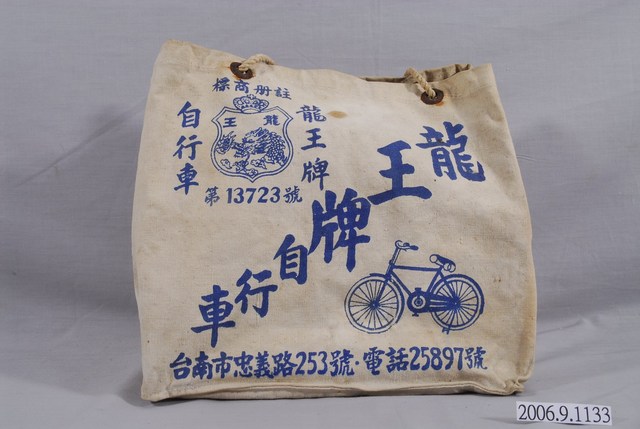 註冊商標
龍王
龍王牌
自行車
第13723號
龍王牌自行車
台南市忠義路253號·電話25897號
2006.9.1133